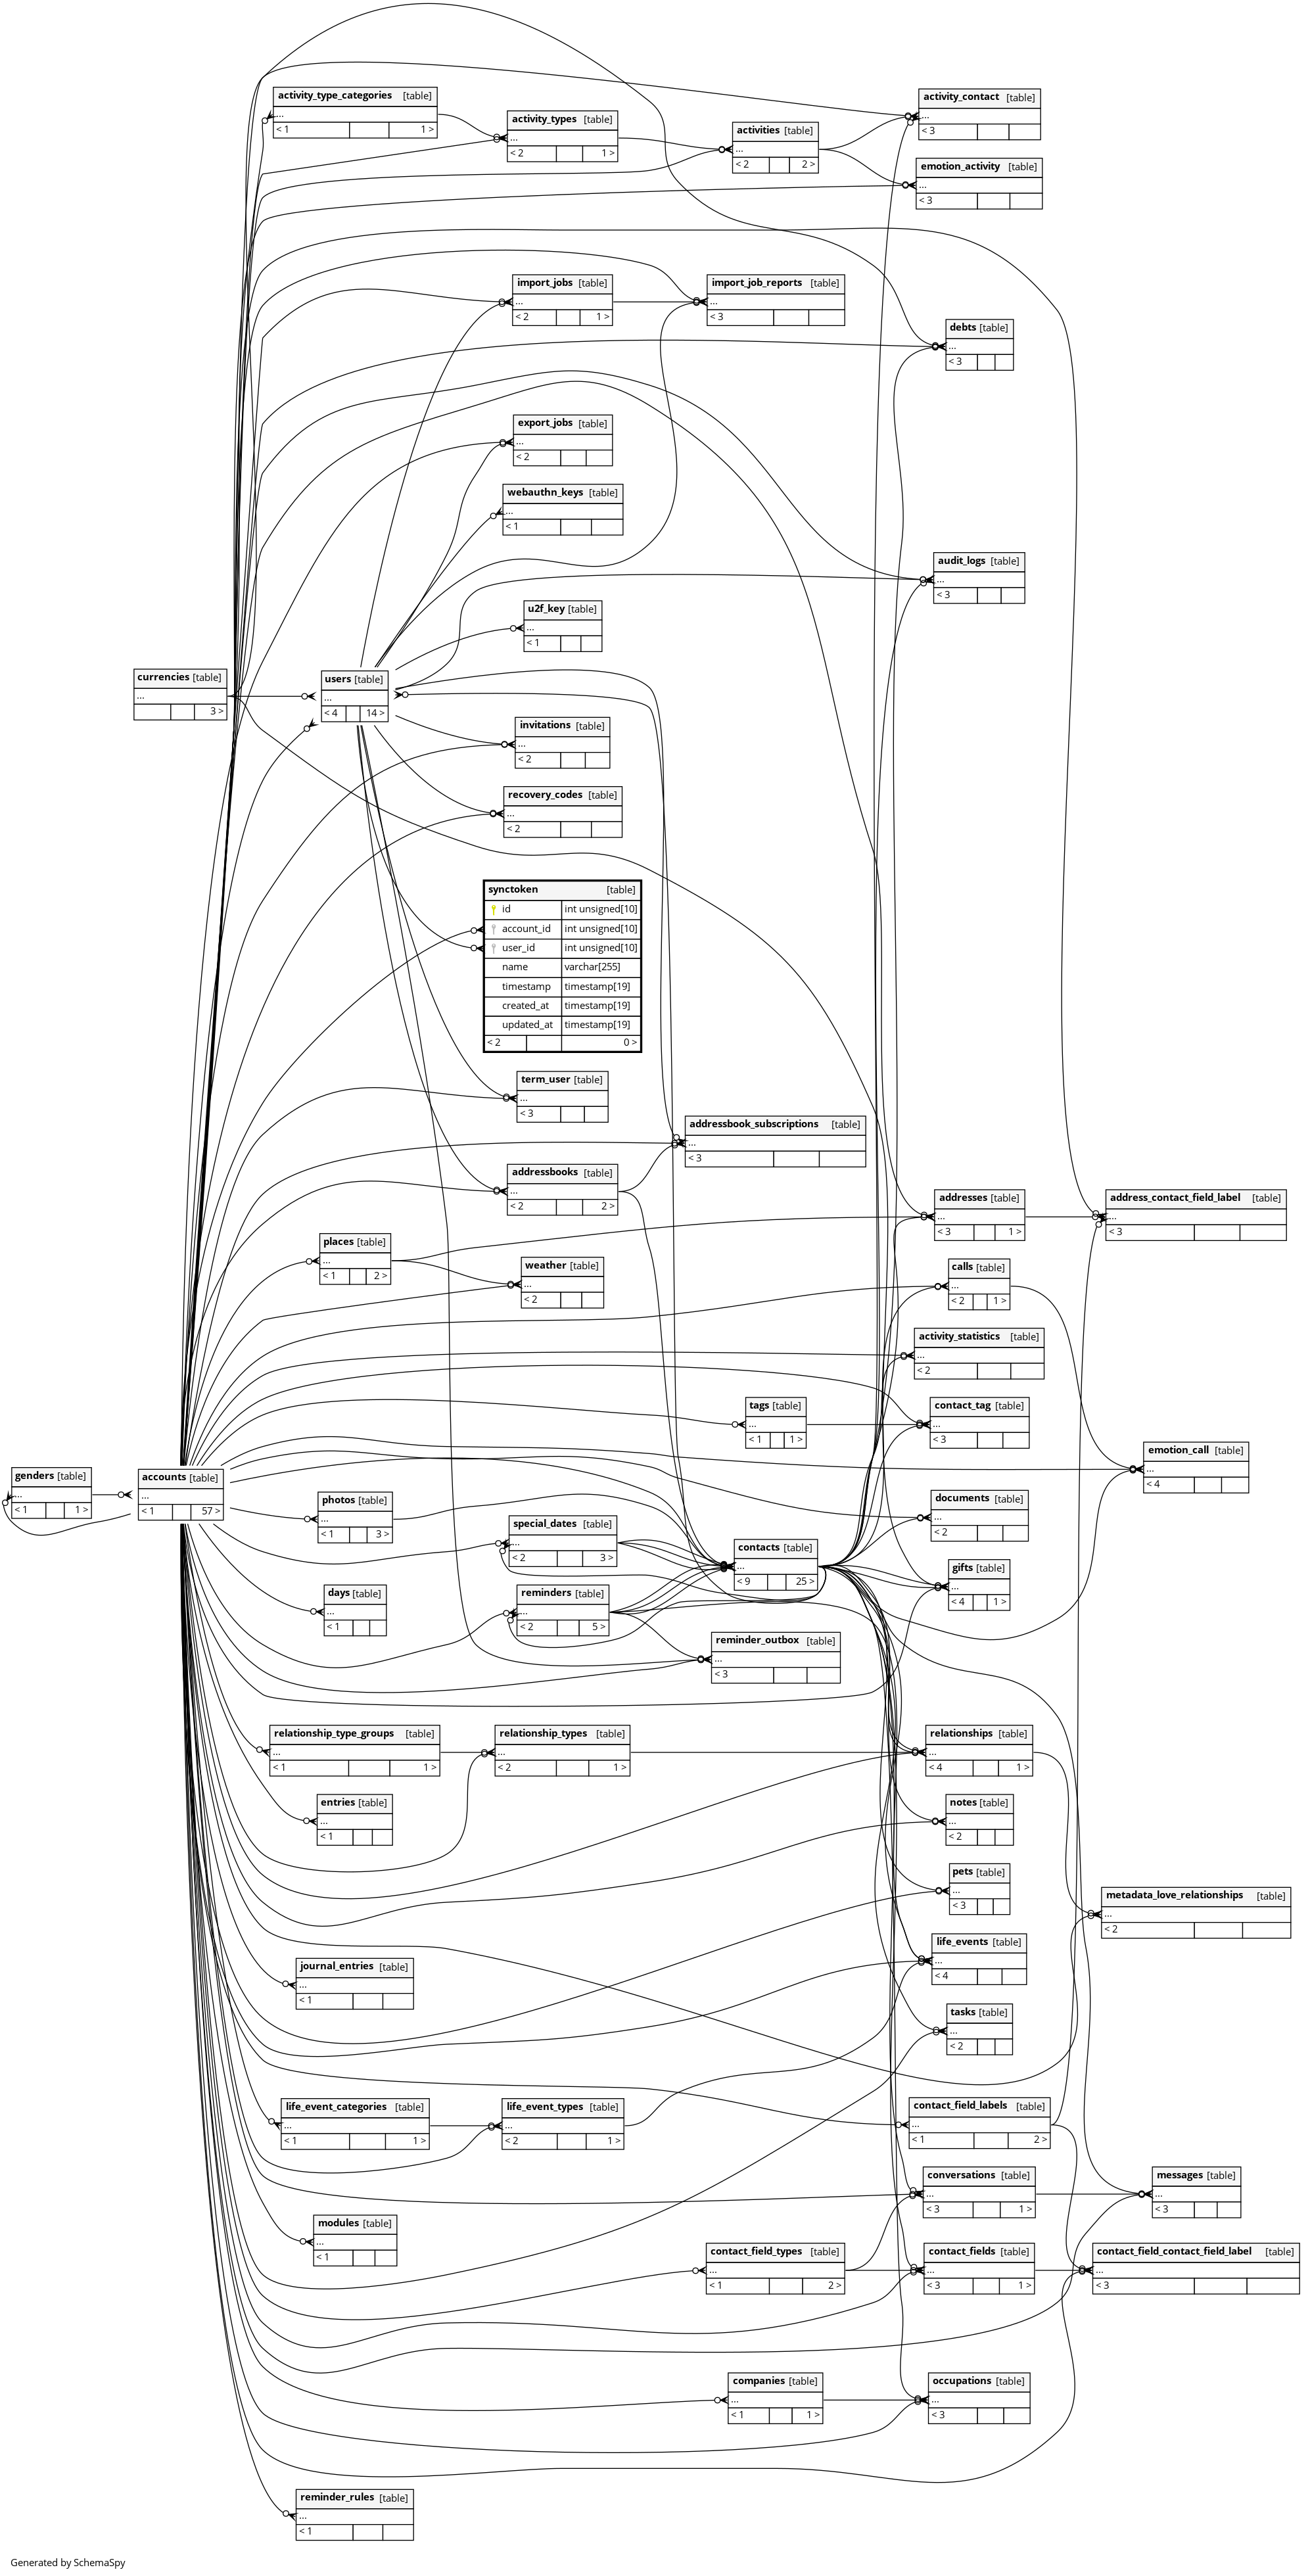 activity_type_categories [table]
...
< 1 1 >
activity_types [table]
...
< 2 1 >
activities [table]
...
< 2 2 >
activity_contact [table]
...
< 3
emotion_activity [table]
...
< 3
import_jobs [table]
...
< 2 1 >
import_job_reports [table]
...
< 3
debts [table]
...
< 3
export_jobs [table]
...
< 2
webauthn_keys [table]
...
< 1
audit_logs [table]
...
< 3
u2f_key [table]
...
< 1
currencies [table]
...
3 >
users [table]
...
< 4 14 >
invitations [table]
...
< 2
recovery_codes [table]
...
< 2
synctoken [table]
id int unsigned[10]
account_id int unsigned[10]
user_id int unsigned[10]
name varchar[255]
timestamp timestamp[19]
created_at timestamp[19]
updated_at timestamp[19]
< 2 0 >
term_user [table]
...
< 3
addressbook_subscriptions [table]
...
< 3
addressbooks [table]
...
< 2 2 >
addresses [table]
...
< 3 1 >
address_contact_field_label [table]
...
< 3
places [table]
...
< 1 2 >
weather [table]
...
< 2
calls [table]
...
< 2 1 >
activity_statistics [table]
...
< 2
tags [table]
...
< 1 1 >
contact_tag [table]
...
< 3
emotion_call [table]
...
< 4
genders [table]
...
< 1 1 >
accounts [table]
...
< 1 57 >
photos [table]
...
< 1 3 >
documents [table]
...
< 2
special_dates [table]
...
< 2 3 >
contacts [table]
...
< 9 25 >
gifts [table]
...
< 4 1 >
days [table]
...
< 1
reminders [table]
...
< 2 5 >
reminder_outbox [table]
...
< 3
relationship_type_groups [table]
...
< 1 1 >
relationship_types [table]
...
< 2 1 >
relationships [table]
...
< 4 1 >
entries [table]
...
< 1
notes [table]
...
< 2
pets [table]
...
< 3
metadata_love_relationships [table]
...
< 2
life_events [table]
...
< 4
journal_entries [table]
...
< 1
tasks [table]
...
< 2
life_event_categories [table]
...
< 1 1 >
life_event_types [table]
...
< 2 1 >
contact_field_labels [table]
...
< 1 2 >
conversations [table]
...
< 3 1 >
messages [table]
...
< 3
modules [table]
...
< 1
contact_field_types [table]
...
< 1 2 >
contact_fields [table]
...
< 3 1 >
contact_field_contact_field_label [table]
...
< 3
companies [table]
...
< 1 1 >
occupations [table]
...
< 3
reminder_rules [table]
...
< 1
Generated by SchemaSpy